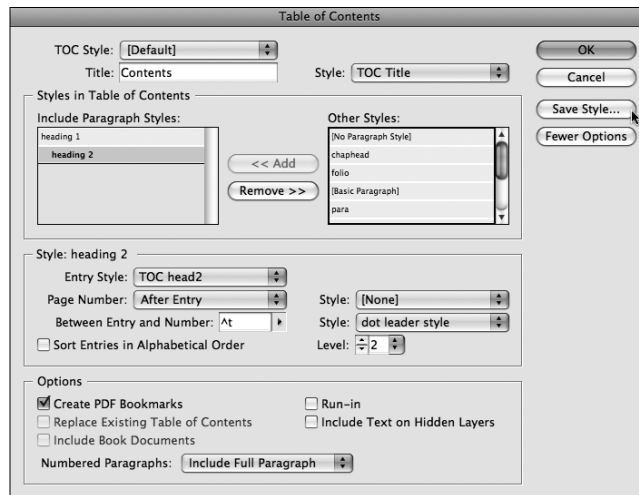 Table of Contents
TOC Style: [Default]
OK
Title: Contents Style: TOC Title
Cancel
Styles in Table of Contents
Save Style...
Include Paragraph Styles: Other Styles:
Fewer Options
heading 1 [No Paragraph Style]
heading 2 chaphead
<< Add folio
Remove >> [Basic Paragraph]
para
Style: heading 2
Entry Style: TOC head2
Page Number: After Entry Style: [None]
Between Entry and Number: ^t Style: dot leader style
Sort Entries in Alphabetical Order Level: 2
Options
Create PDF Bookmarks Run-in
Replace Existing Table of Contents Include Text on Hidden Layers
Include Book Documents
Numbered Paragraphs: Include Full Paragraph